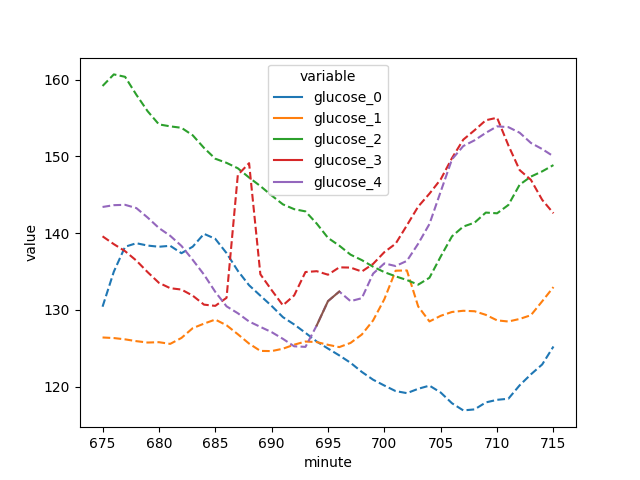 variable
glucose_0
glucose_1
glucose_2
glucose_3
glucose_4
value
160
150
140
130
120
675 680 685 690 695 700 705 710 715
minute